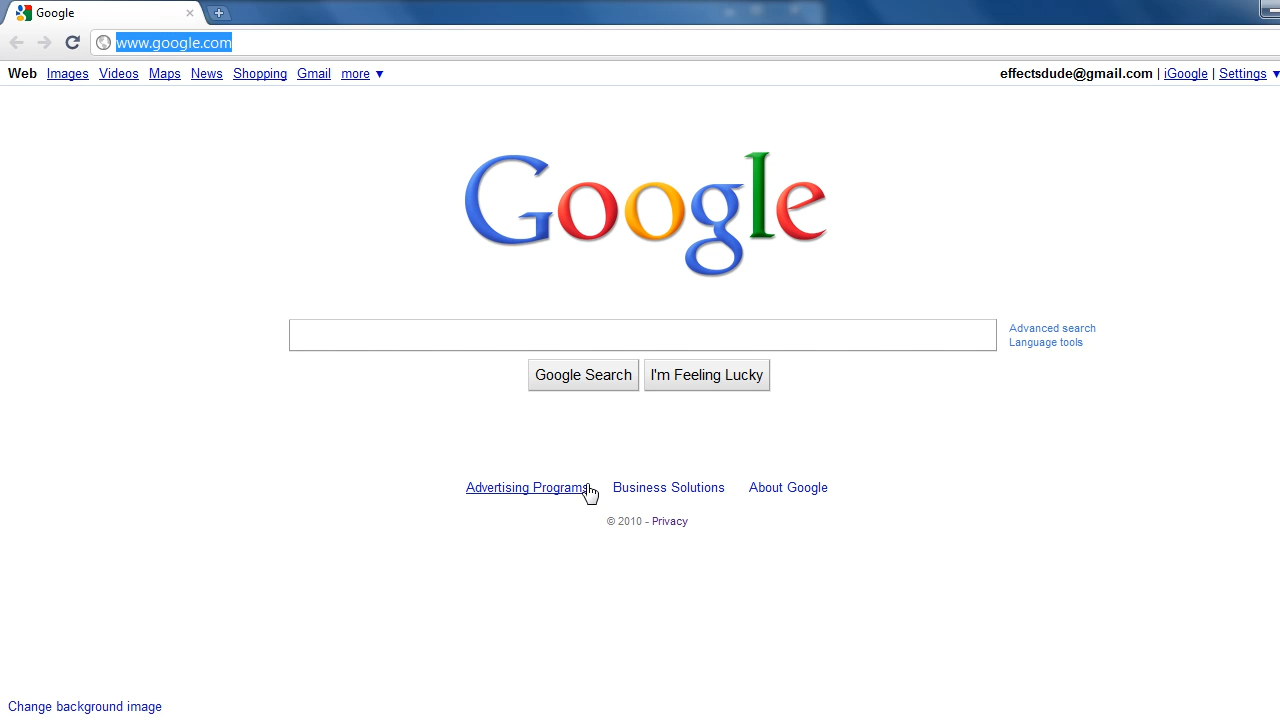 Google
www.google.com
Web Images Videos Maps News Shopping Gmail more ▼ effectsdude@gmail.com | iGoogle | Settings ▼
Google
Advanced search
Language tools
Google Search I'm Feeling Lucky
Advertising Programs Business Solutions About Google
© 2010 - Privacy
Change background image